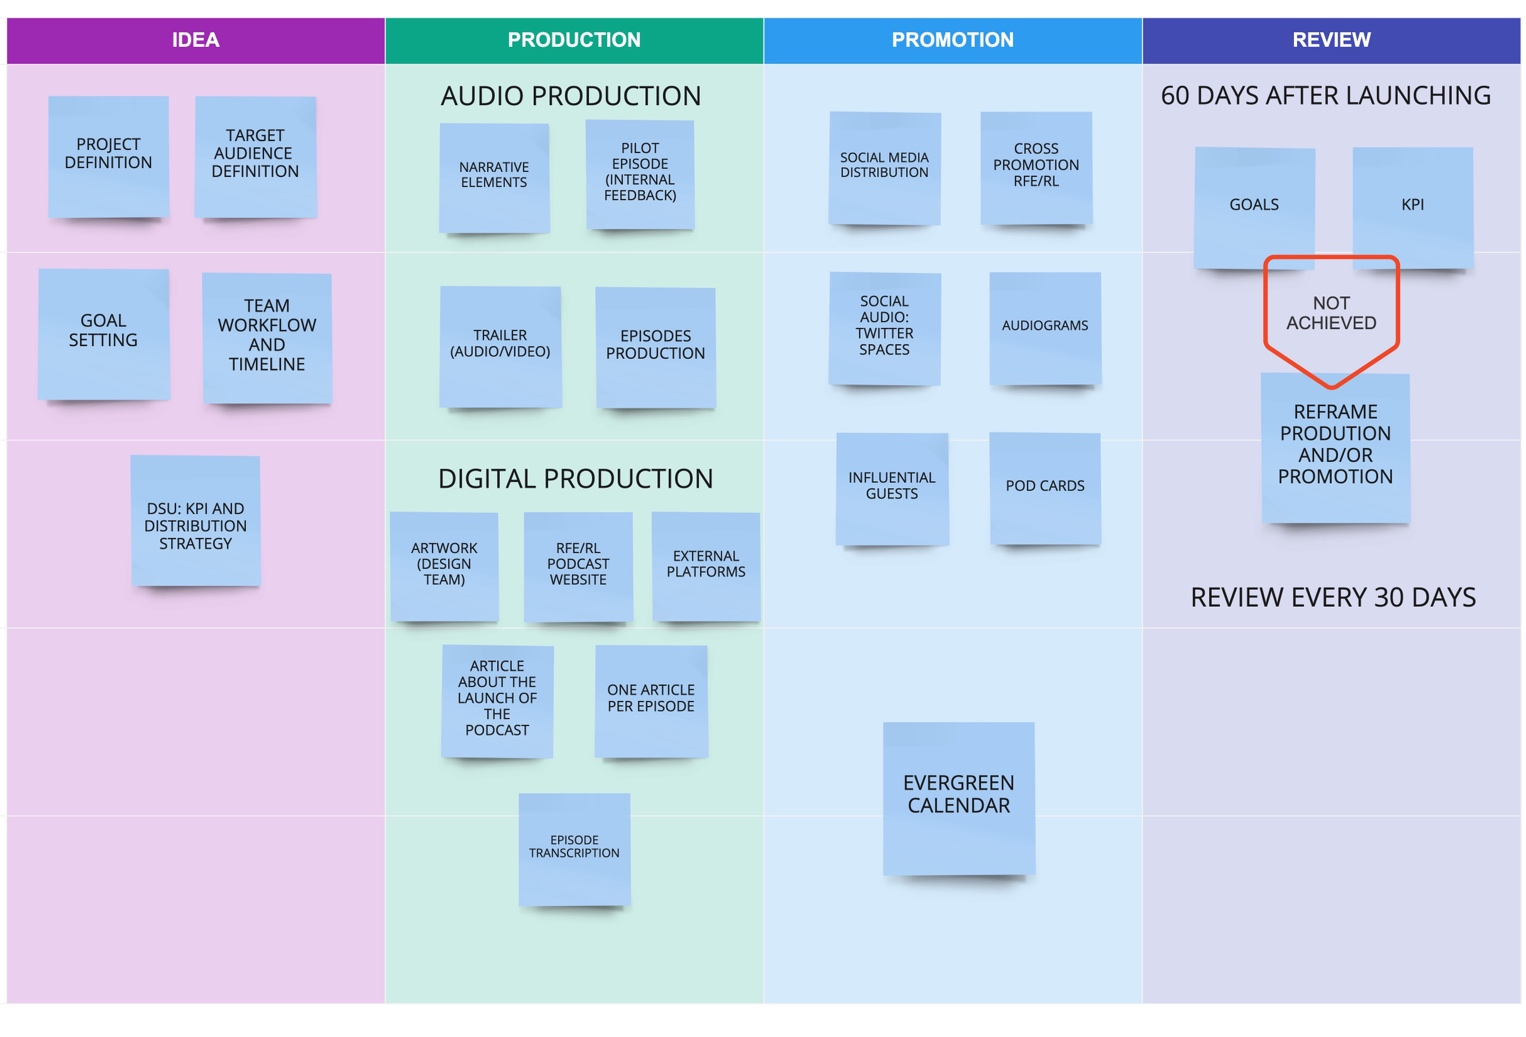 IDEA
PRODUCTION
PROMOTION
REVIEW
PROJECT
DEFINITION
TARGET
AUDIENCE
DEFINITION
GOAL
SETTING
TEAM
WORKFLOW
AND
TIMELINE
DSU: KPI AND
DISTRIBUTION
STRATEGY
AUDIO PRODUCTION
NARRATIVE
ELEMENTS
PILOT
EPISODE
(INTERNAL
FEEDBACK)
TRAILER
(AUDIO/VIDEO)
EPISODES
PRODUCTION
DIGITAL PRODUCTION
ARTWORK
(DESIGN
TEAM)
RFE/RL
PODCAST
WEBSITE
EXTERNAL
PLATFORMS
ARTICLE
ABOUT THE
LAUNCH OF
THE
PODCAST
ONE ARTICLE
PER EPISODE
EPISODE
TRANSCRIPTION
SOCIAL MEDIA
DISTRIBUTION
CROSS
PROMOTION
RFE/RL
SOCIAL
AUDIO:
TWITTER
SPACES
AUDIOGRAMS
INFLUENTIAL
GUESTS
POD CARDS
EVERGREEN
CALENDAR
60 DAYS AFTER LAUNCHING
GOALS
KPI
NOT
ACHIEVED
REFRAME
PRODUTION
AND/OR
PROMOTION
REVIEW EVERY 30 DAYS